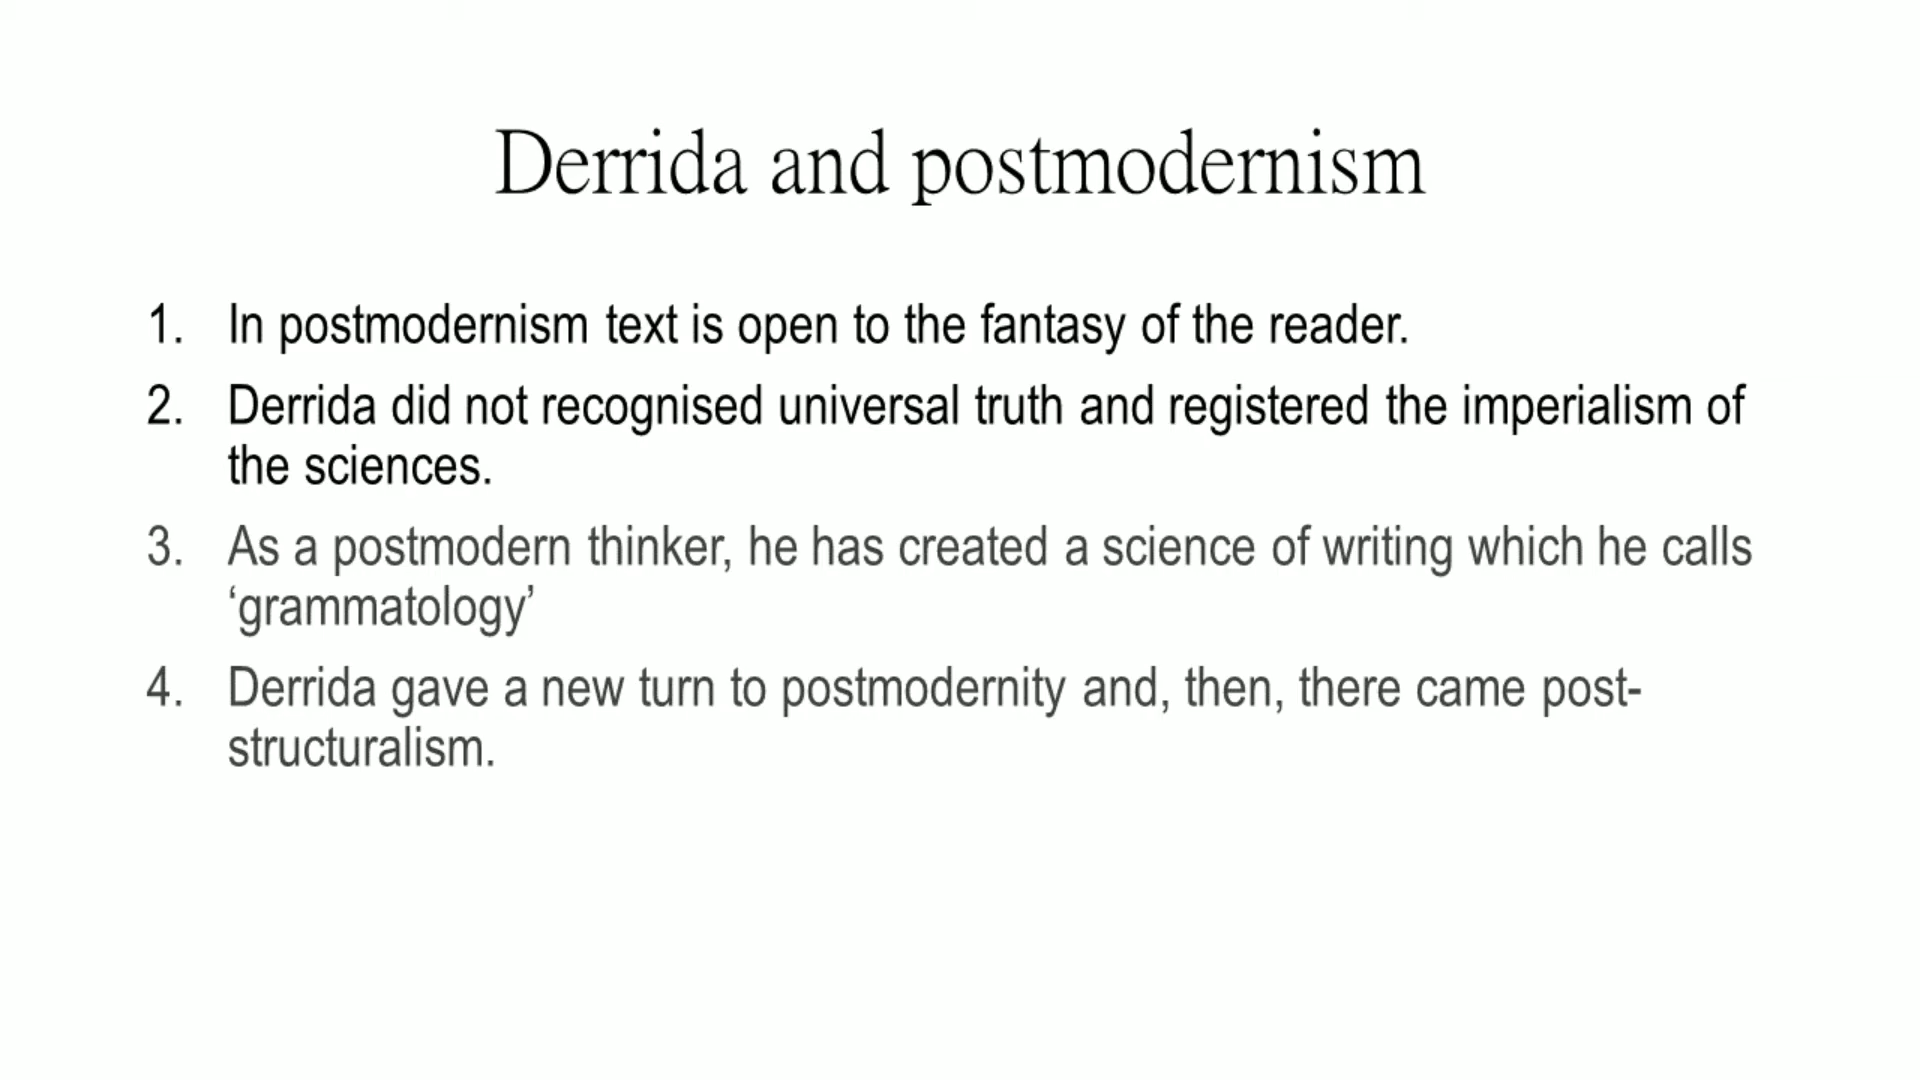 Derrida and postmodernism
1. In postmodernism text is open to the fantasy of the reader.
2. Derrida did not recognised universal truth and registered the imperialism of
the sciences.
3. As a postmodern thinker, he has created a science of writing which he calls
‘grammatology’
4. Derrida gave a new turn to postmodernity and, then, there came post-
structuralism.